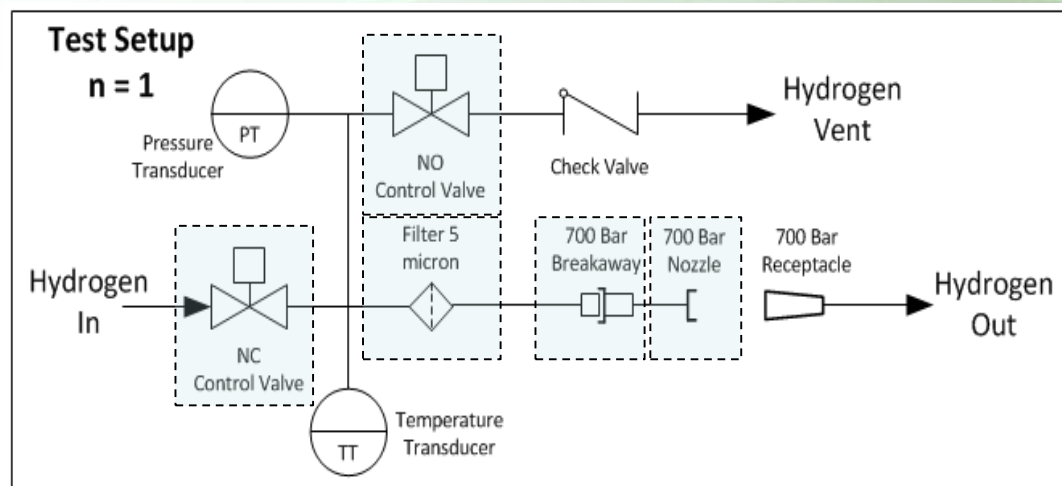 Test Setup
n = 1
PT
Pressure
Transducer
NO
Control Valve
Check Valve
Hydrogen
Vent
Hydrogen
In
NC
Control Valve
Filter 5
micron
700 Bar
Breakaway
700 Bar
Nozzle
700 Bar
Receptacle
Hydrogen
Out
TT
Temperature
Transducer